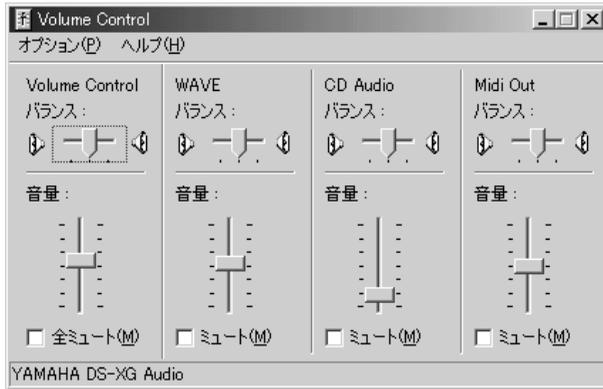 Volume Control
オプション(P) ヘルプ(H)
Volume Control
バランス:
音量:
全ミュート(M)
WAVE
バランス:
音量:
ミュート(M)
CD Audio
バランス:
音量:
ミュート(M)
Midi Out
バランス:
音量:
ミュート(M)
YAMAHA DS-XG Audio